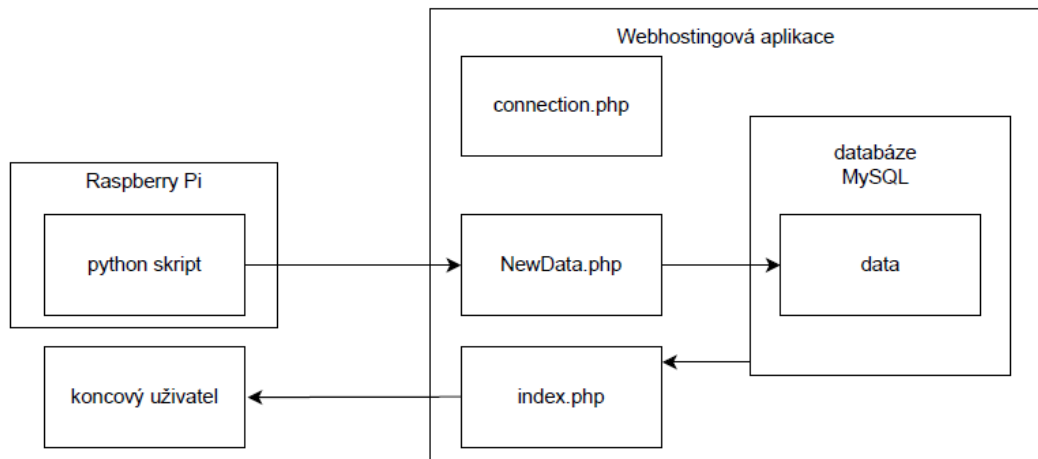 Webhostingová aplikace
connection.php
databáze
MySQL
Raspberry Pi
python skript
NewData.php
data
koncový uživatel
index.php